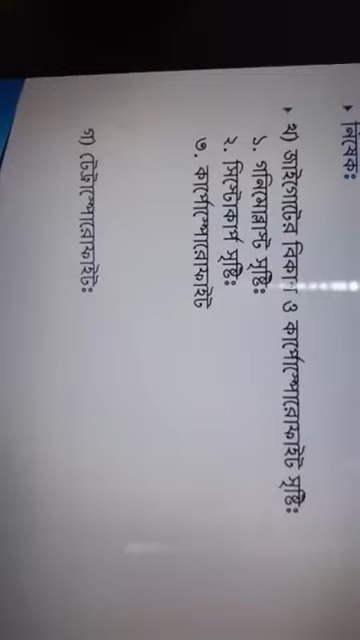 ▸ নিষেক:
▸ খ) জাইগোটের বিকাশ ও কার্পোস্পোরোফাইট সৃষ্টি:
১. গনিমোব্লাস্ট সৃষ্টি:
২. সিস্টোকার্প সৃষ্টি:
৩. কার্পোস্পোরোফাইট
গ) টেট্রাস্পোরোফাইট: